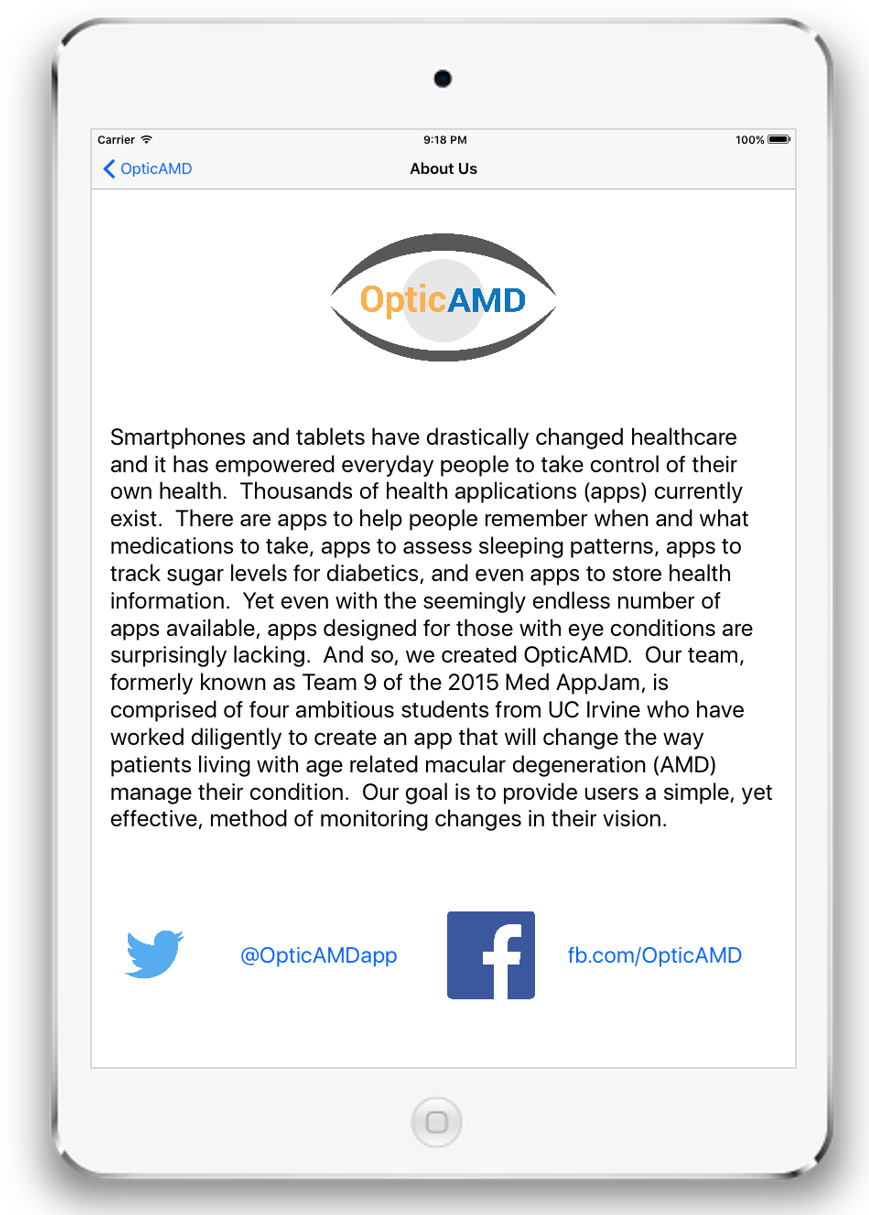 Carrier 9:18 PM 100%
OpticAMD About Us
OpticAMD
Smartphones and tablets have drastically changed healthcare
and it has empowered everyday people to take control of their
own health.  Thousands of health applications (apps) currently
exist.  There are apps to help people remember when and what
medications to take, apps to assess sleeping patterns, apps to
track sugar levels for diabetics, and even apps to store health
information.  Yet even with the seemingly endless number of
apps available, apps designed for those with eye conditions are
surprisingly lacking.  And so, we created OpticAMD.  Our team,
formerly known as Team 9 of the 2015 Med AppJam, is
comprised of four ambitious students from UC Irvine who have
worked diligently to create an app that will change the way
patients living with age related macular degeneration (AMD)
manage their condition.  Our goal is to provide users a simple, yet
effective, method of monitoring changes in their vision.
@OpticAMDapp fb.com/OpticAMD